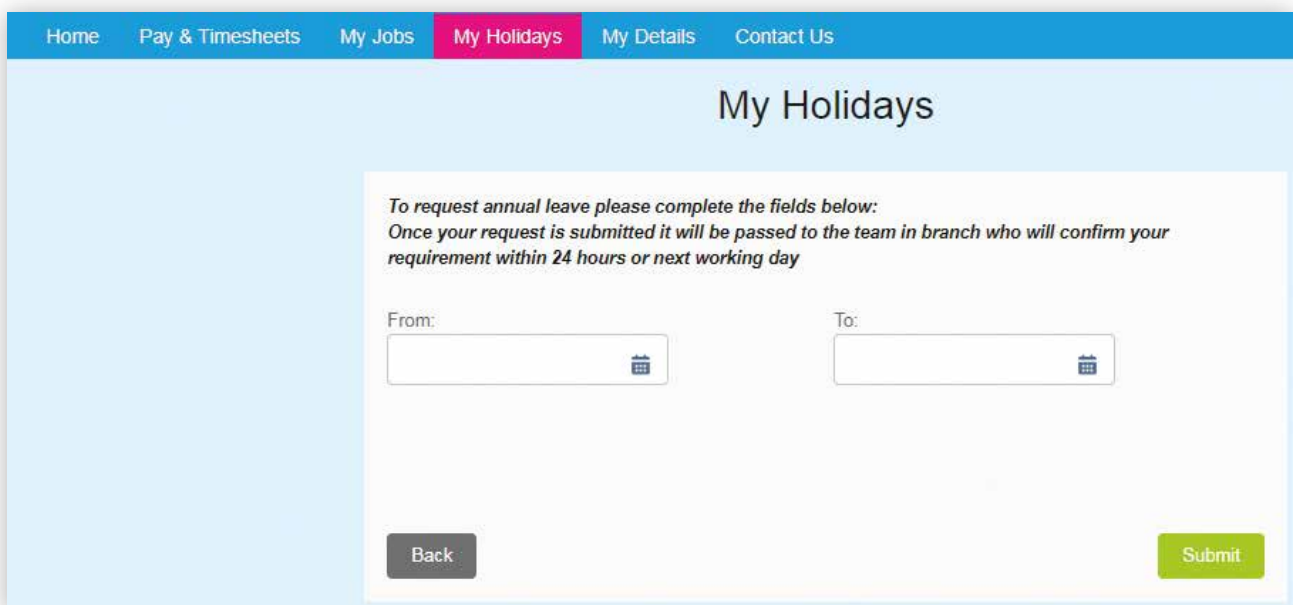 Home Pay & Timesheets My Jobs My Holidays My Details Contact Us
My Holidays
To request annual leave please complete the fields below:
Once your request is submitted it will be passed to the team in branch who will confirm your
requirement within 24 hours or next working day
From: To:
Back Submit